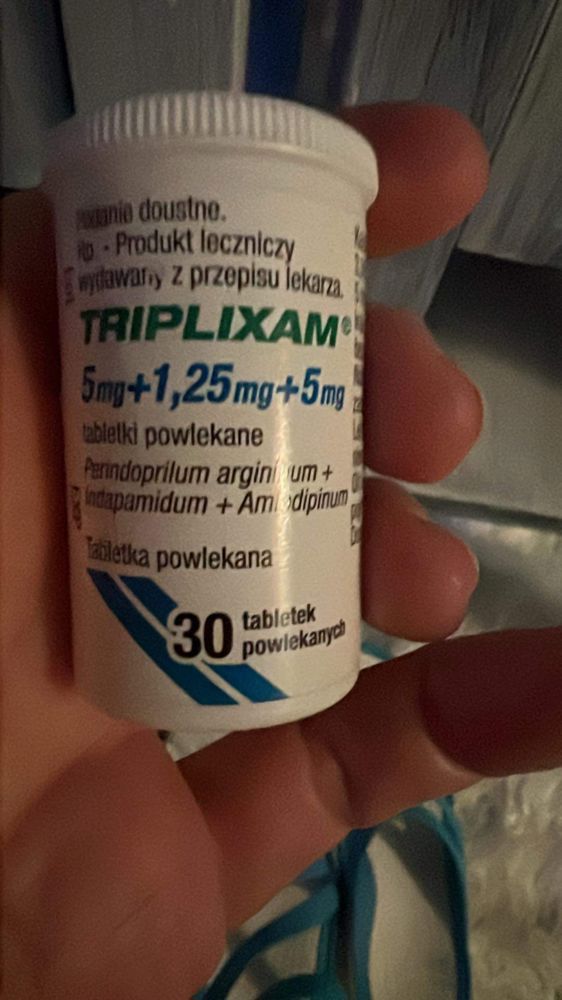 doustne.
- Produkt leczniczy
wydawany z przepisu lekarza.
TRIPLIXAM®
5mg+1,25mg+5mg
tabletki powlekane
Perindoprilum argininum +
Indapamidum + Amlodipinum
Tabletka powlekana
30 tabletek
powlekanych